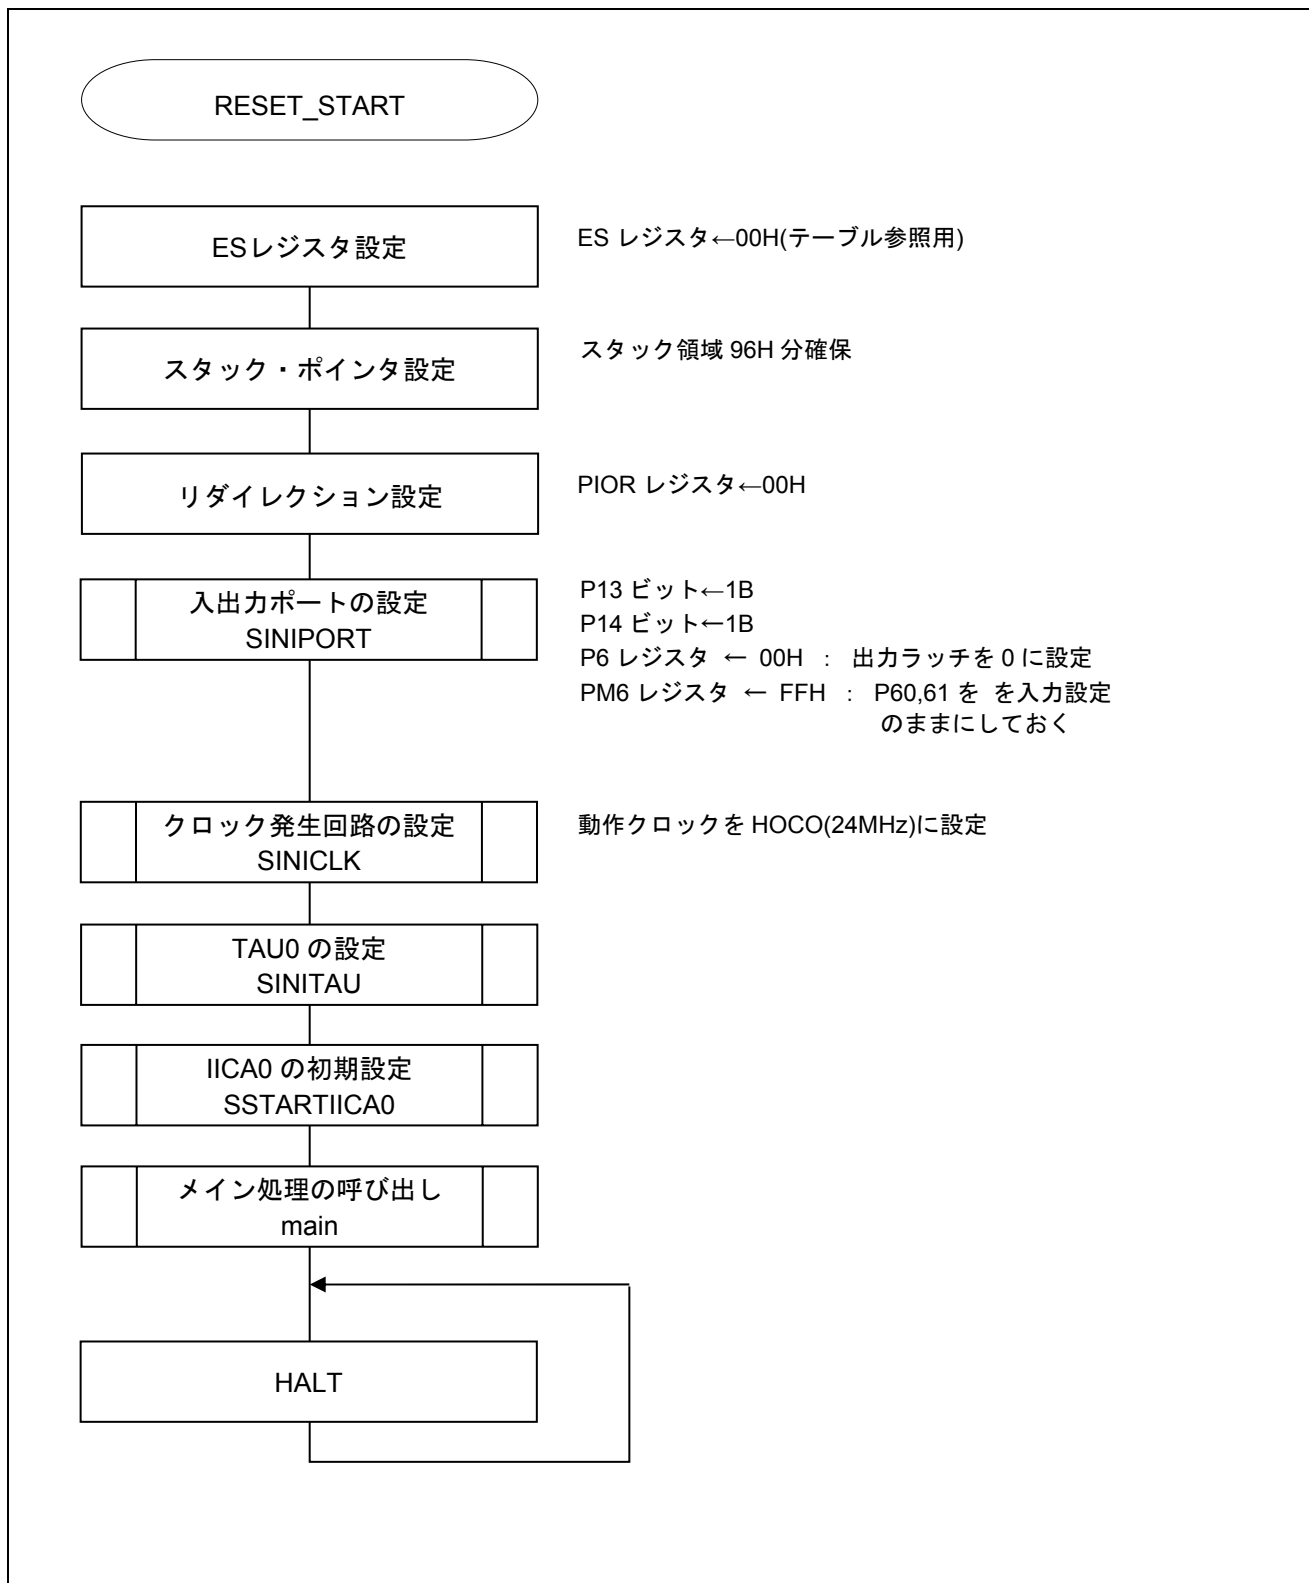 RESET_START
ESレジスタ設定
ES レジスタ←00H(テーブル参照用)
スタック・ポインタ設定
スタック領域 96H 分確保
リダイレクション設定
PIOR レジスタ←00H
入出力ポートの設定
SINIPORT
P13 ビット←1B
P14 ビット←1B
P6 レジスタ ← 00H : 出力ラッチを 0 に設定
PM6 レジスタ ← FFH : P60,61 を を入力設定
のままにしておく
クロック発生回路の設定
SINICLK
動作クロックを HOCO(24MHz)に設定
TAU0 の設定
SINITAU
IICA0 の初期設定
SSTARTIICA0
メイン処理の呼び出し
main
HALT